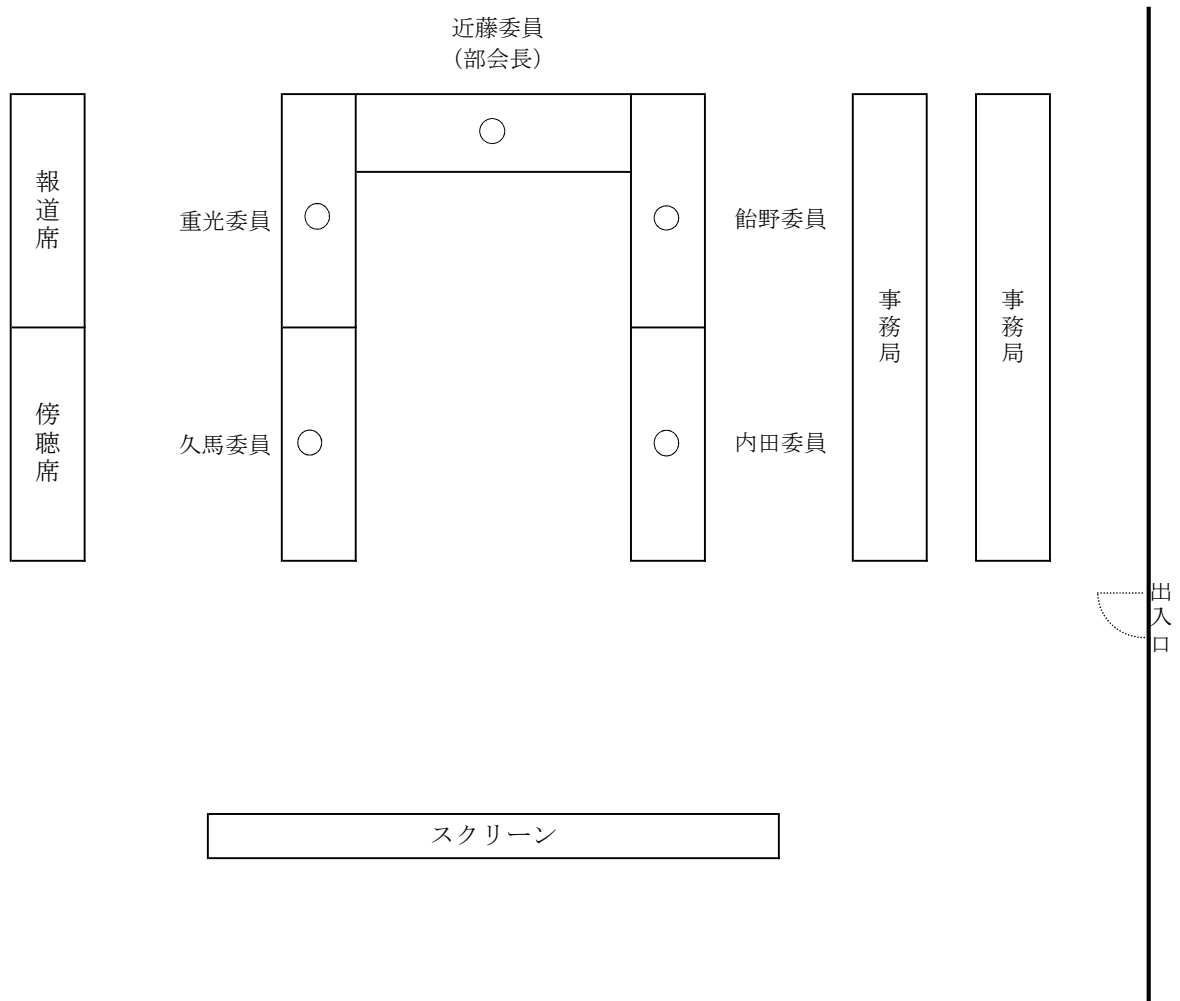 近藤委員
（部会長）
報道席
重光委員
飴野委員
事務局
事務局
傍聴席
久馬委員
内田委員
出入口
スクリーン